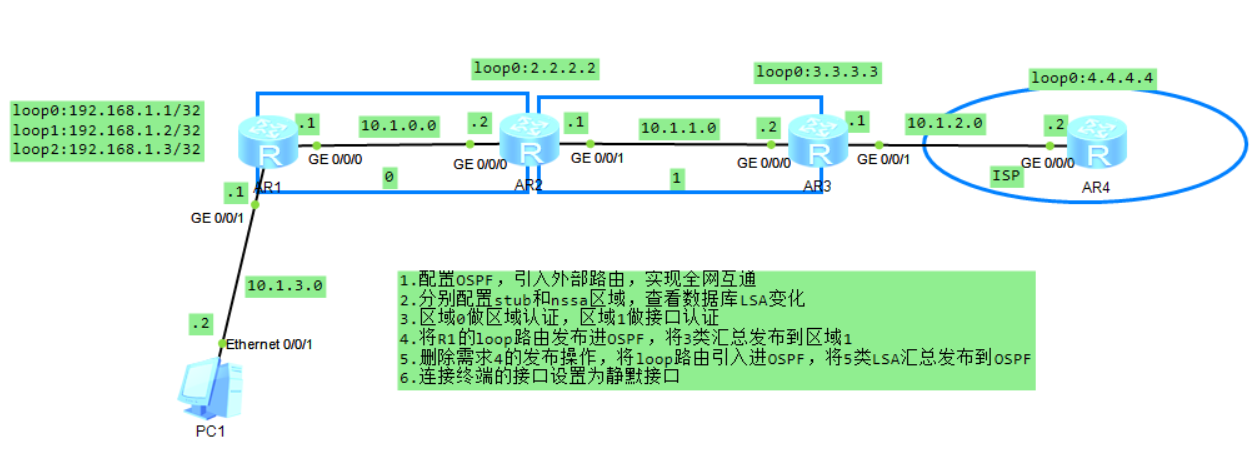 loop0:2.2.2.2
loop0:3.3.3.3
loop0:4.4.4.4
loop0:192.168.1.1/32
loop1:192.168.1.2/32
loop2:192.168.1.3/32
.1
10.1.0.0
.2
.1
10.1.1.0
.2
.1
10.1.2.0
.2
R
R
R
R
GE 0/0/0
GE 0/0/0
GE 0/0/1
GE 0/0/0
GE 0/0/1
GE 0/0/0
AR1
0
AR2
1
AR3
ISP
AR4
.1
GE 0/0/1
10.1.3.0
.2
Ethernet 0/0/1
PC1
1.配置OSPF，引入外部路由，实现全网互通
2.分别配置stub和nssa区域，查看数据库LSA变化
3.区域0做区域认证，区域1做接口认证
4.将R1的loop路由发布进OSPF，将3类汇总发布到区域1
5.删除需求4的发布操作，将loop路由引入进OSPF，将5类LSA汇总发布到OSPF
6.连接终端的接口设置为静默接口